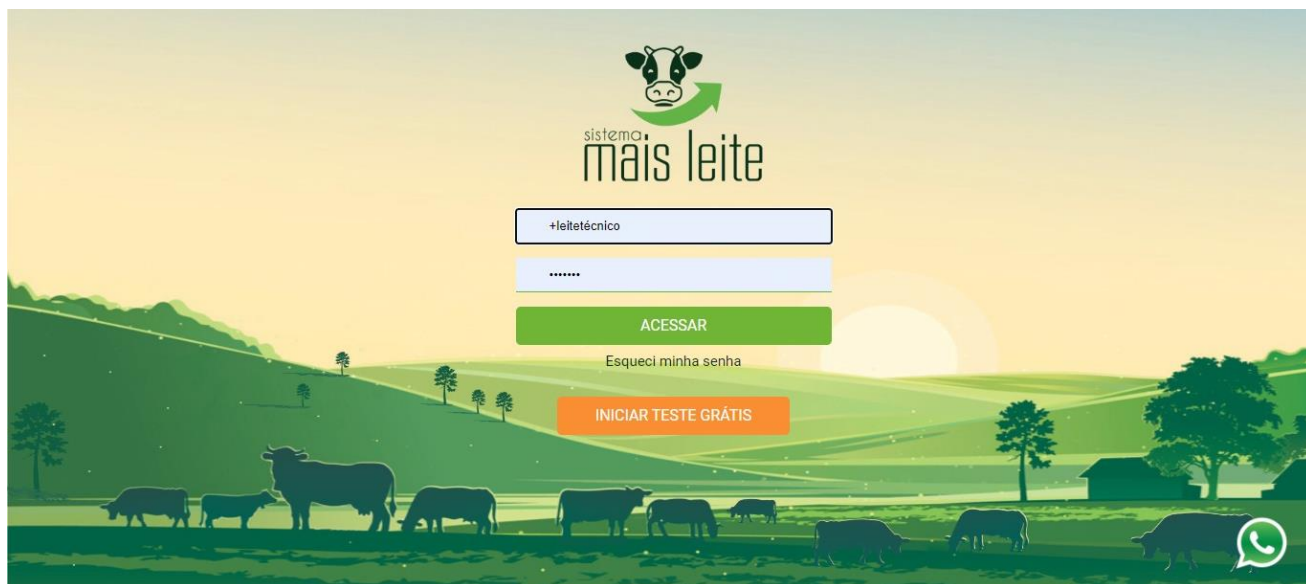 sistema
mais leite
+leitetécnico
•••••••
ACESSAR
Esqueci minha senha
INICIAR TESTE GRÁTIS